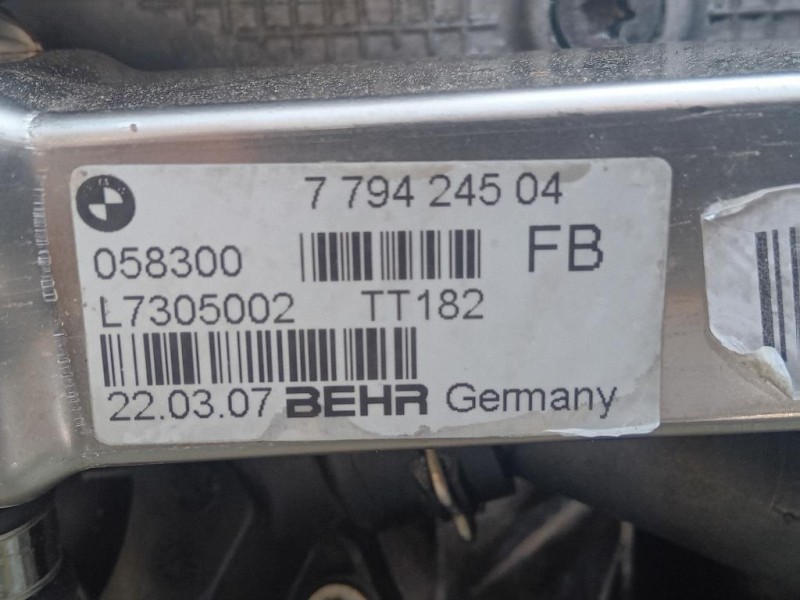 7 794 245 04
058300 FB
L7305002 TT182
22.03.07 BEHR Germany